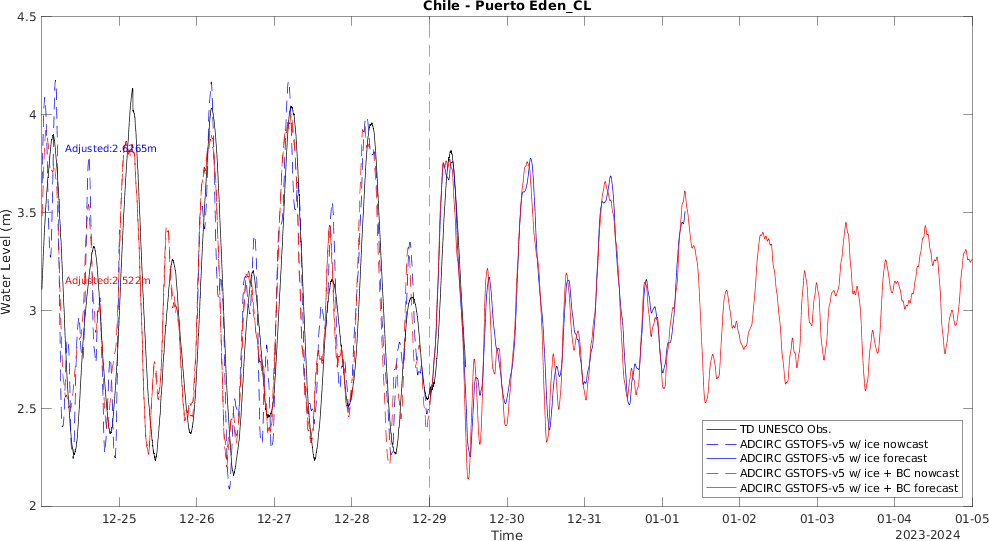 Chile - Puerto Eden_CL
4.5
4
3.5
3
2.5
2
Water Level (m)
Adjusted:2.6265m
Adjusted:2.522m
TD UNESCO Obs.
ADCIRC GSTOFS-v5 w/ ice nowcast
ADCIRC GSTOFS-v5 w/ ice forecast
ADCIRC GSTOFS-v5 w/ ice + BC nowcast
ADCIRC GSTOFS-v5 w/ ice + BC forecast
12-25 12-26 12-27 12-28 12-29 12-30 12-31 01-01 01-02 01-03 01-04 01-05
Time
2023-2024